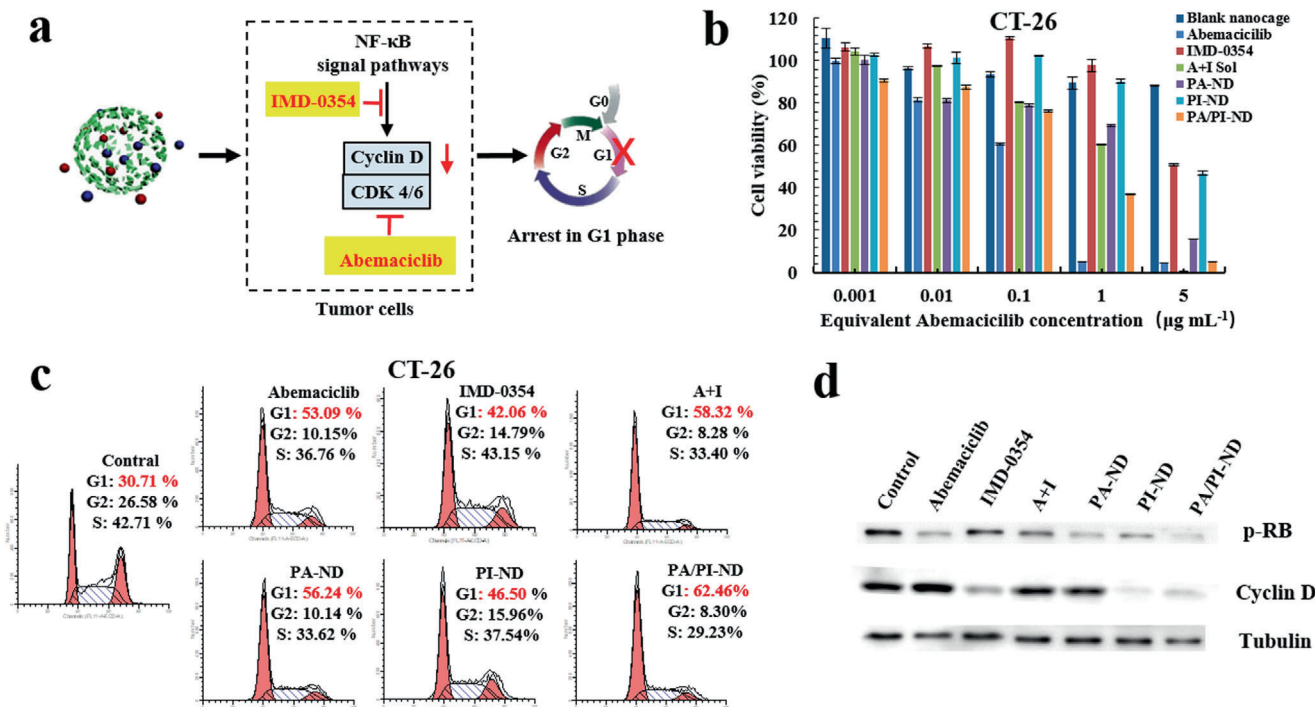 a
NF-κB
signal pathways
IMD-0354
Cyclin D
CDK 4/6
Abemaciclib
Tumor cells
G0
M
G2
G1
X
S
Arrest in G1 phase
b
CT-26
Cell viability (%)
120
100
80
60
40
20
0
0.001
0.01
0.1
1
5
Equivalent Abemacicilib concentration (μg mL-1)
Blank nanocage
Abemacicilib
IMD-0354
A+I Sol
PA-ND
PI-ND
PA/PI-ND
c
CT-26
Contral
G1: 30.71 %
G2: 26.58 %
S: 42.71 %
Abemaciclib
G1: 53.09 %
G2: 10.15%
S: 36.76 %
IMD-0354
G1: 42.06 %
G2: 14.79%
S: 43.15 %
A+I
G1: 58.32 %
G2: 8.28 %
S: 33.40 %
PA-ND
G1: 56.24 %
G2: 10.14 %
S: 33.62 %
PI-ND
G1: 46.50 %
G2: 15.96%
S: 37.54%
PA/PI-ND
G1: 62.46%
G2: 8.30%
S: 29.23%
d
Control
Abemaciclib
IMD-0354
A+I
PA-ND
PI-ND
PA/PI-ND
p-RB
Cyclin D
Tubulin